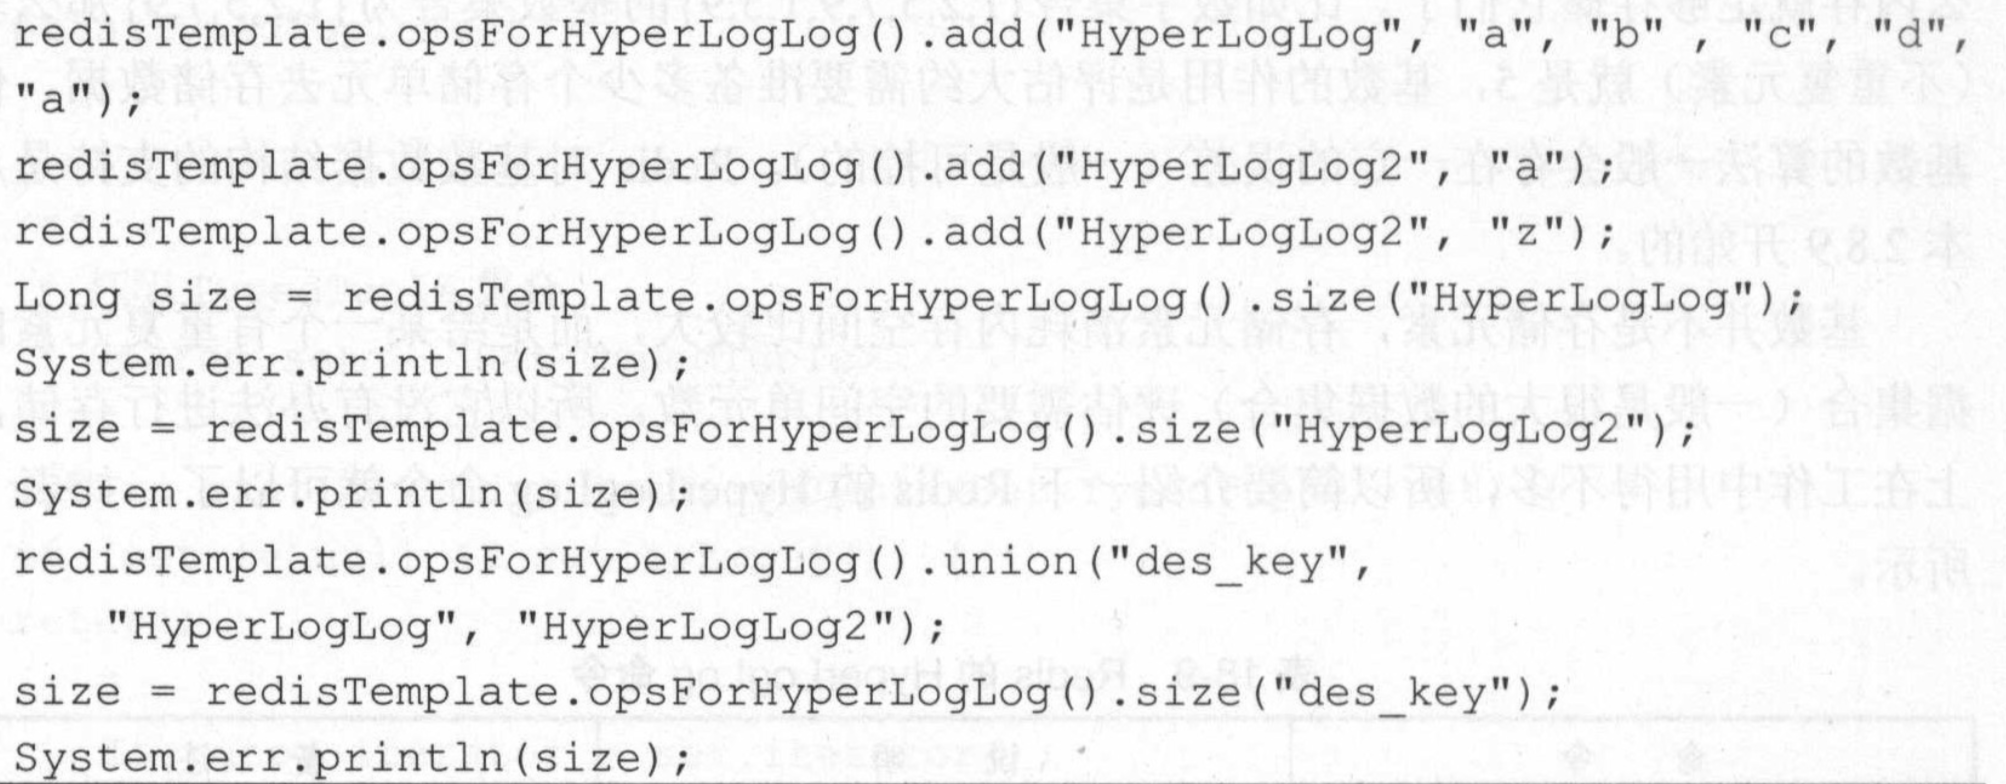 redisTemplate.opsForHyperLogLog().add("HyperLogLog", "a", "b" , "c", "d",
"a");
redisTemplate.opsForHyperLogLog().add("HyperLogLog2", "a");
redisTemplate.opsForHyperLogLog().add("HyperLogLog2", "z");
Long size = redisTemplate.opsForHyperLogLog().size("HyperLogLog");
System.err.println(size);
size = redisTemplate.opsForHyperLogLog().size("HyperLogLog2");
System.err.println(size);
redisTemplate.opsForHyperLogLog().union("des_key",
"HyperLogLog", "HyperLogLog2");
size = redisTemplate.opsForHyperLogLog().size("des_key");
System.err.println(size);